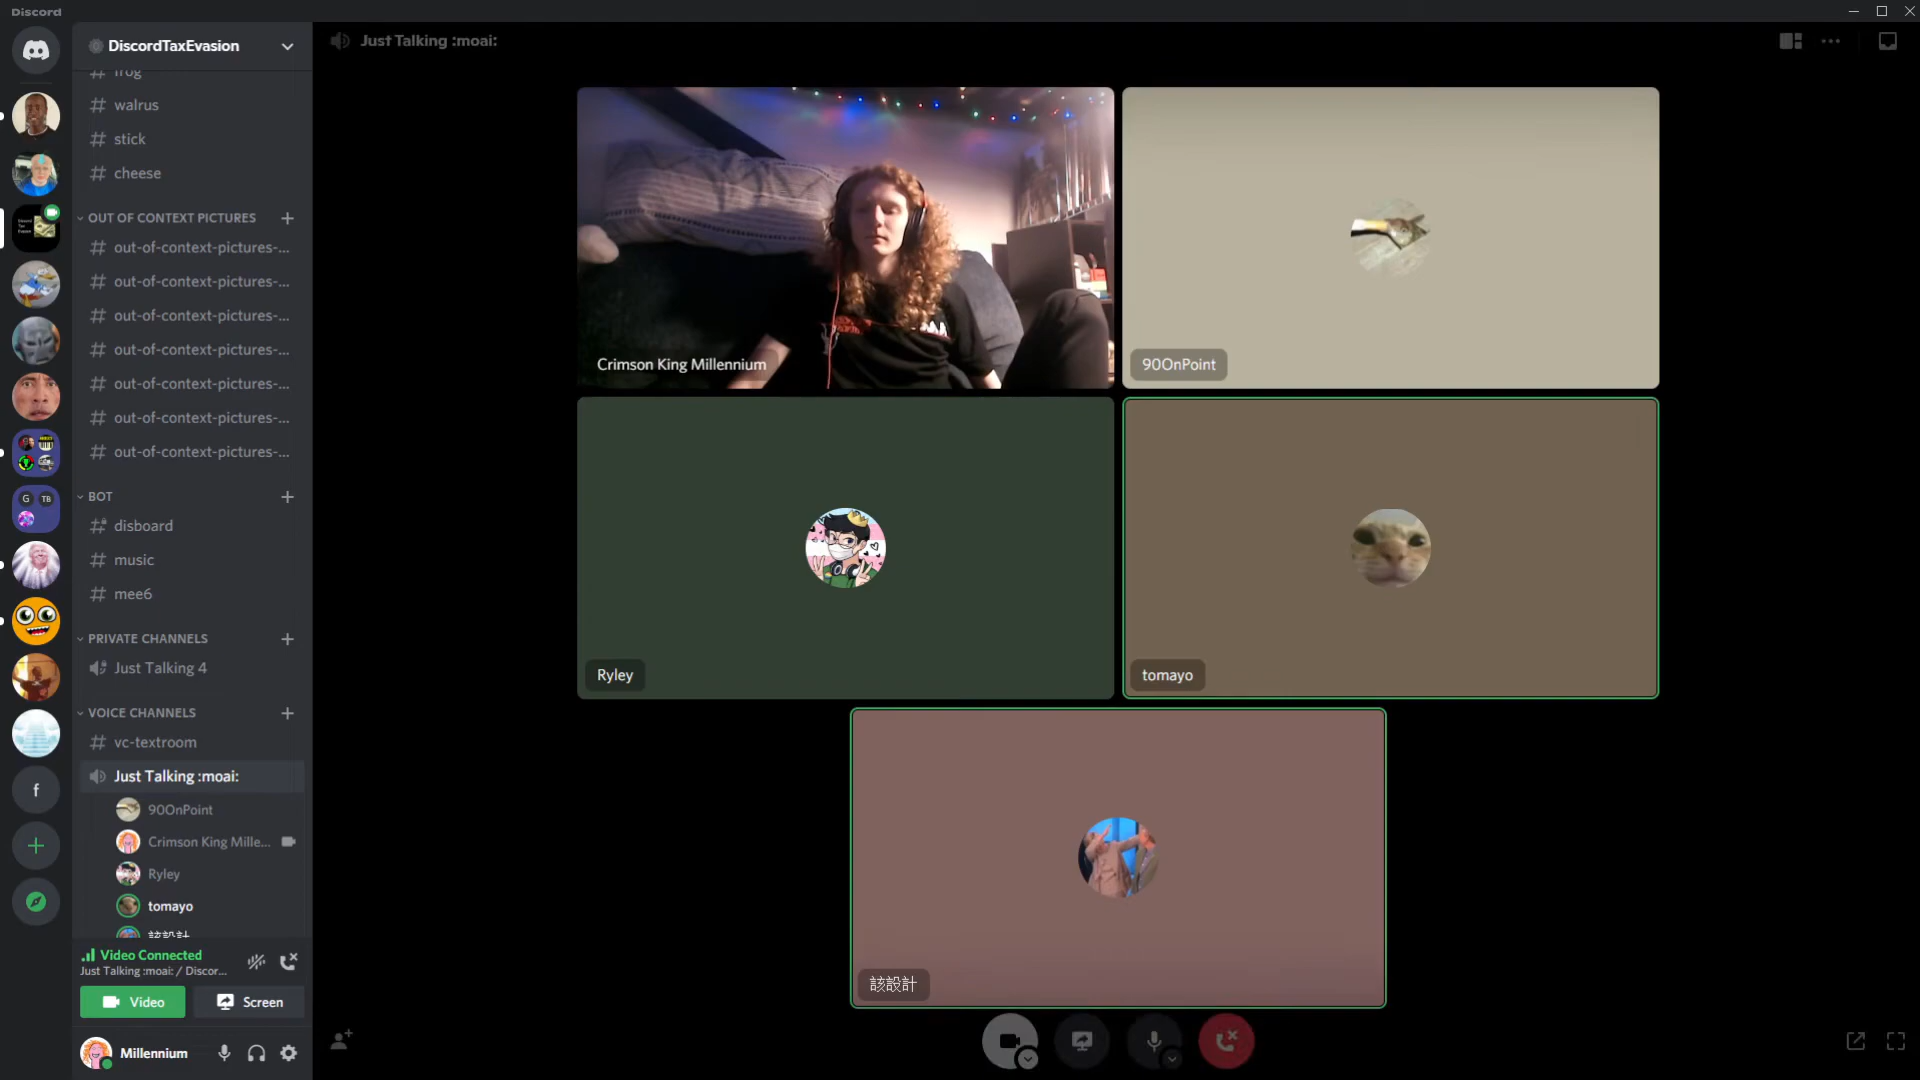 Discord
DiscordTaxEvasion
frog
walrus
stick
cheese
OUT OF CONTEXT PICTURES
out-of-context-pictures-...
out-of-context-pictures-...
out-of-context-pictures-...
out-of-context-pictures-...
out-of-context-pictures-...
out-of-context-pictures-...
out-of-context-pictures-...
BOT
disboard
music
mee6
PRIVATE CHANNELS
Just Talking 4
VOICE CHANNELS
vc-textroom
Just Talking :moai:
90OnPoint
Crimson King Mille...
Ryley
tomayo
該設計
Video Connected
Just Talking :moai: / Discor...
Video
Screen
Millennium
G
TB
f
Just Talking :moai:
Crimson King Millennium
90OnPoint
Ryley
tomayo
該設計